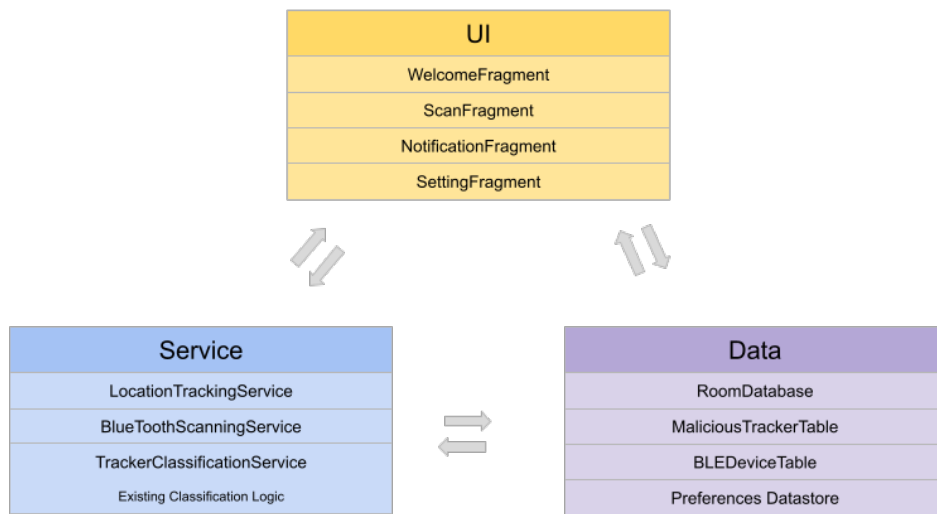 UI
WelcomeFragment
ScanFragment
NotificationFragment
SettingFragment
Service
LocationTrackingService
BlueToothScanningService
TrackerClassificationService
Existing Classification Logic
Data
RoomDatabase
MaliciousTrackerTable
BLEDeviceTable
Preferences Datastore